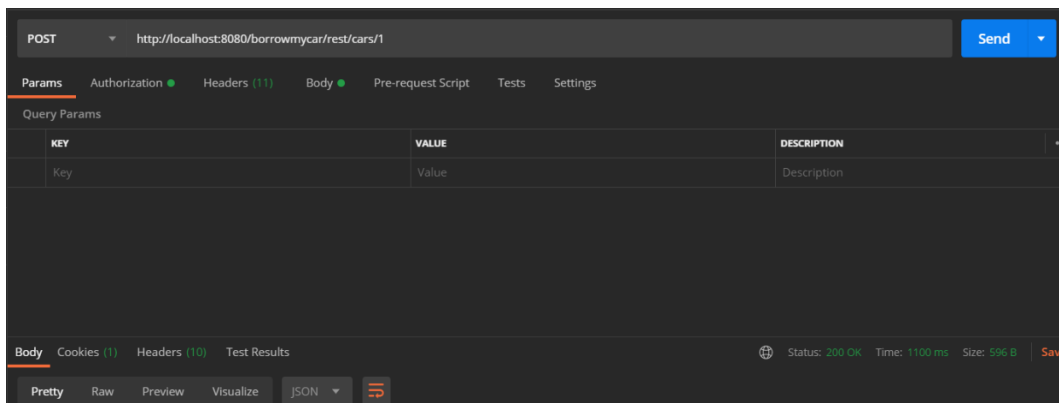 POST http://localhost:8080/borrowmycar/rest/cars/1 Send
Params Authorization Headers (11) Body Pre-request Script Tests Settings
Query Params
KEY VALUE DESCRIPTION
Key Value Description
Body Cookies (1) Headers (10) Test Results Status: 200 OK Time: 1100 ms Size: 596 B Sav
Pretty Raw Preview Visualize JSON